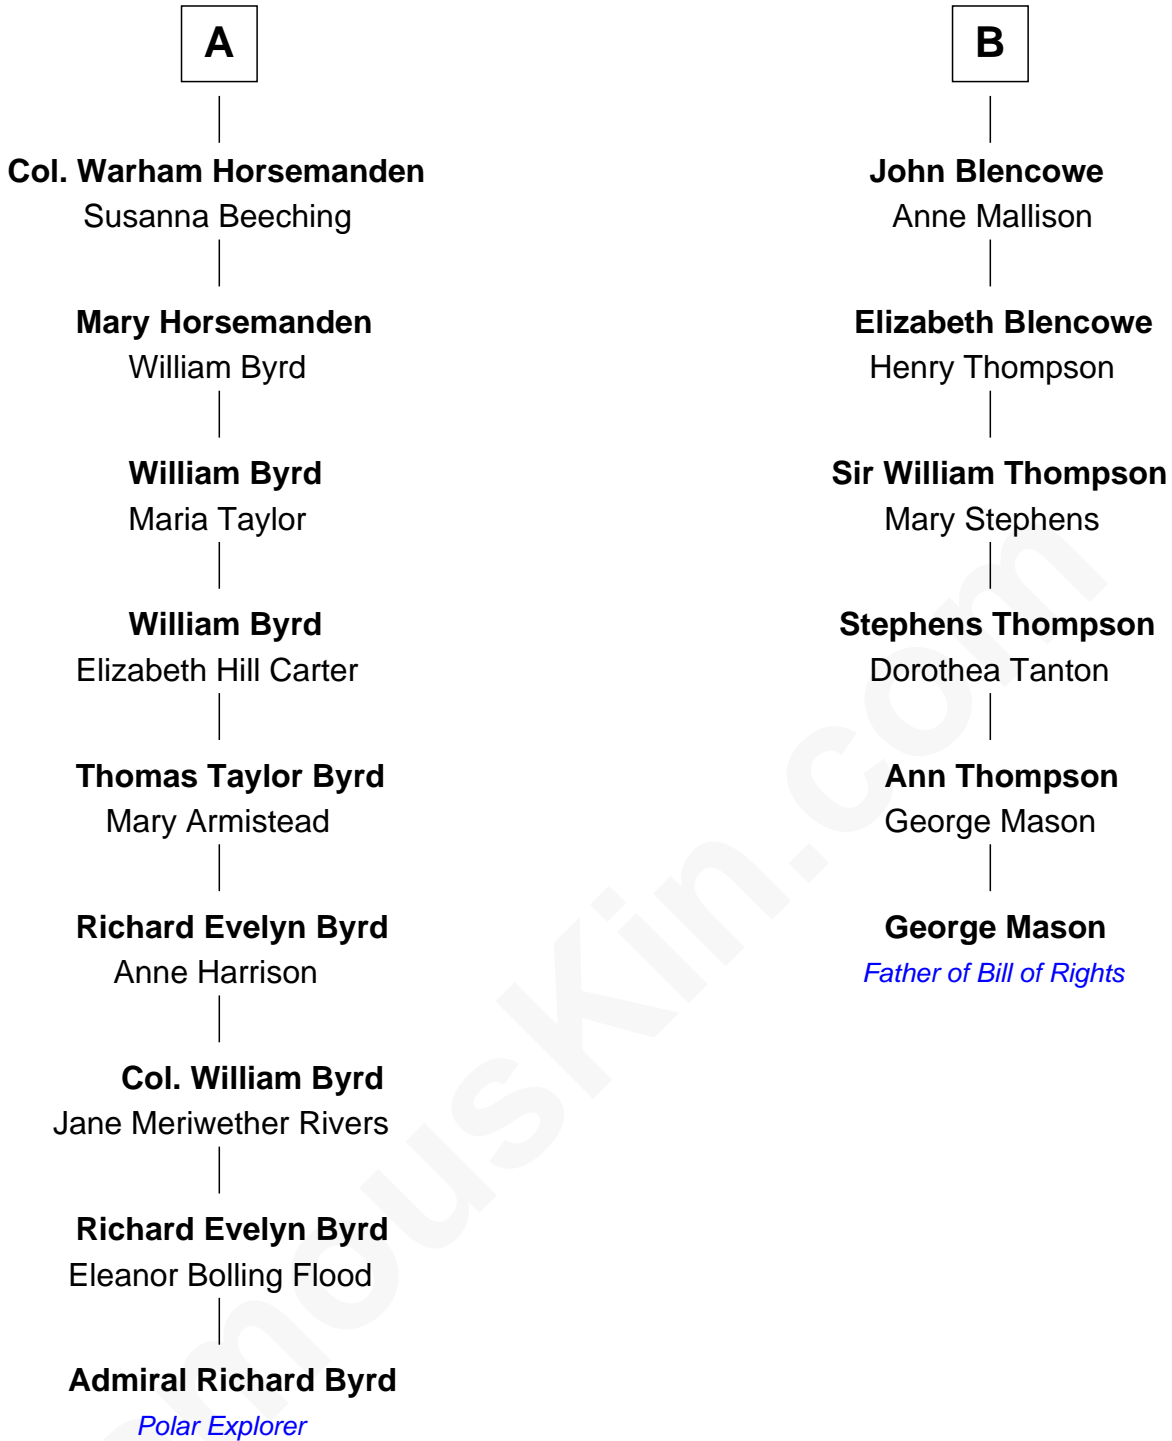 A
Col. Warham Horsemanden
Susanna Beeching
Mary Horsemanden
William Byrd
William Byrd
Maria Taylor
William Byrd
Elizabeth Hill Carter
Thomas Taylor Byrd
Mary Armistead
Richard Evelyn Byrd
Anne Harrison
Col. William Byrd
Jane Meriwether Rivers
Richard Evelyn Byrd
Eleanor Bolling Flood
Admiral Richard Byrd
Polar Explorer
B
John Blencowe
Anne Mallison
Elizabeth Blencowe
Henry Thompson
Sir William Thompson
Mary Stephens
Stephens Thompson
Dorothea Tanton
Ann Thompson
George Mason
George Mason
Father of Bill of Rights
mousKin.com